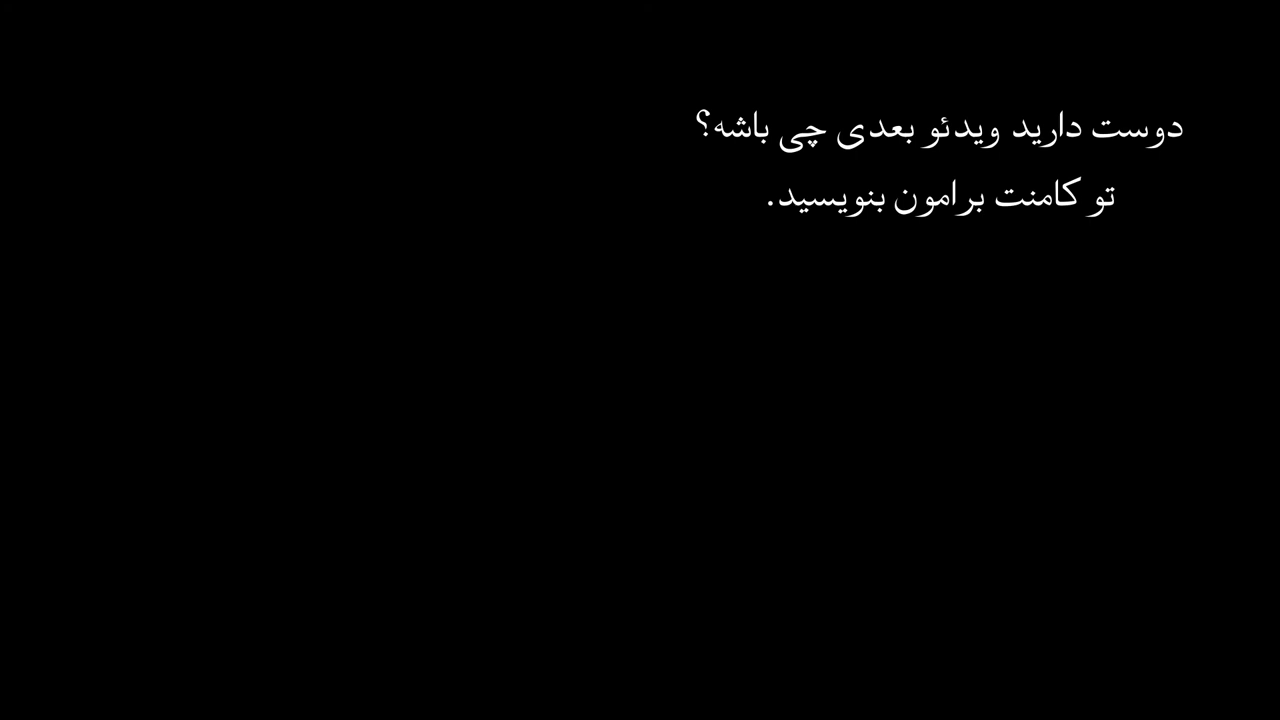 دوست دارید ویدئو بعدی چی باشه؟
تو کامنت برامون بنویسید.